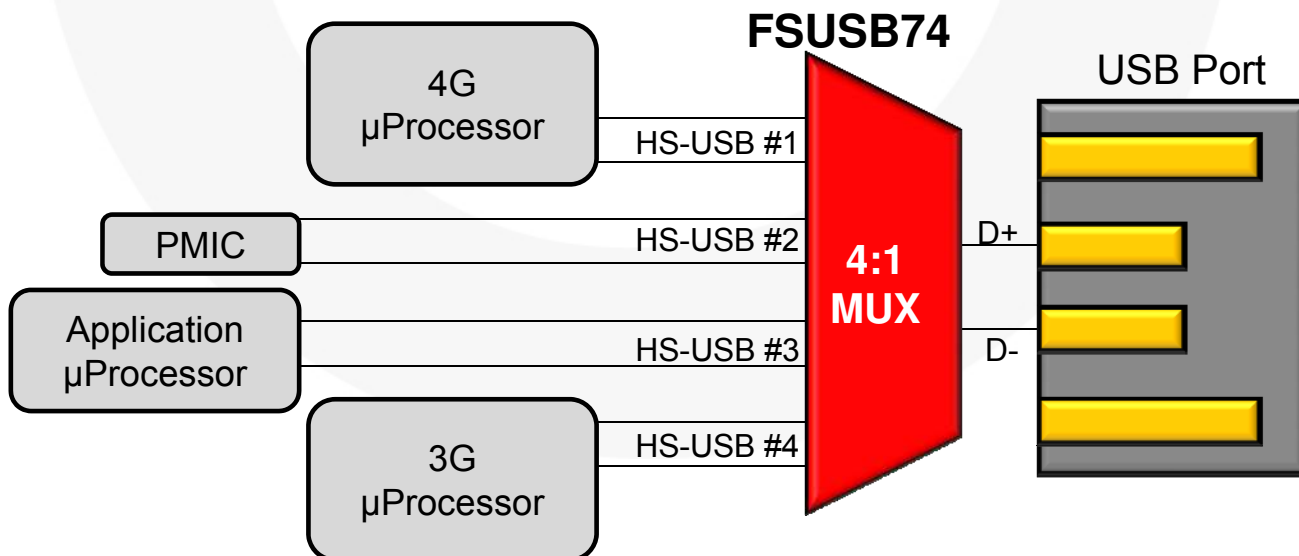 FSUSB74
USB Port
4G
µProcessor
HS-USB #1
PMIC
HS-USB #2
D+
4:1
MUX
Application
µProcessor
HS-USB #3
D-
3G
µProcessor
HS-USB #4